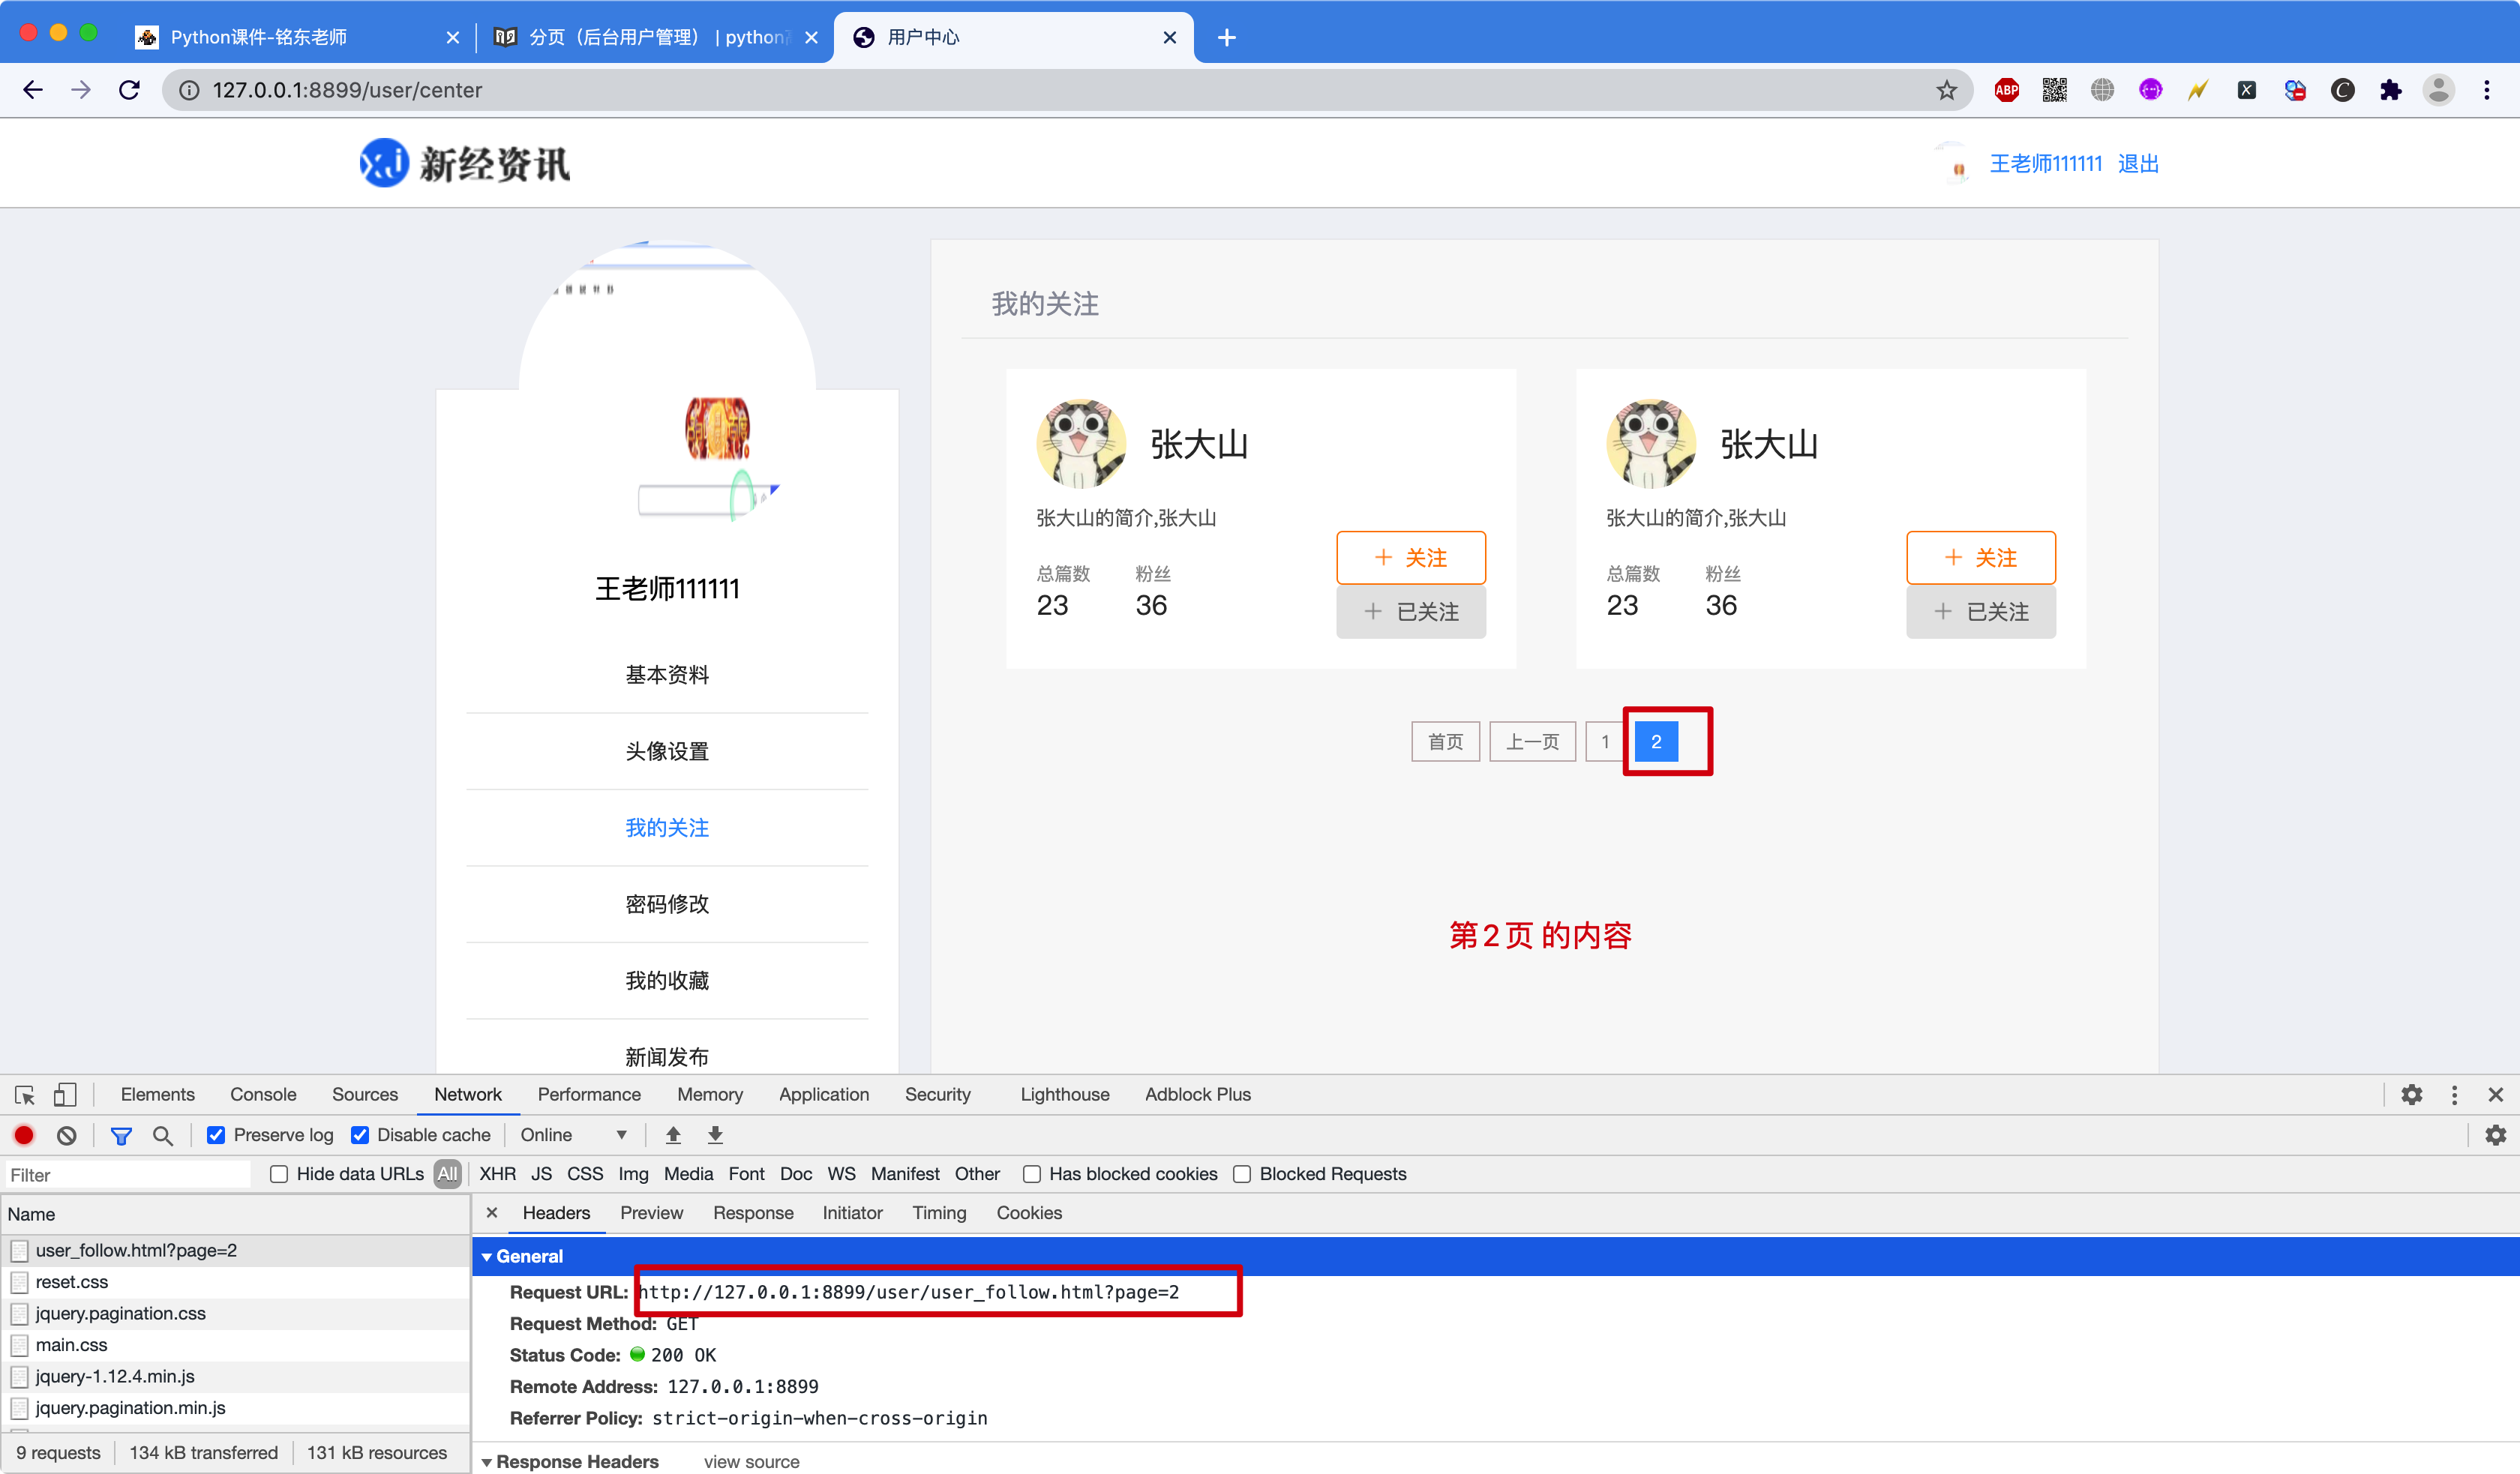 Python课件-铭东老师
分页（后台用户管理） | python
用户中心
127.0.0.1:8899/user/center
ABP
新经资讯
王老师111111 退出
我的关注
张大山
张大山的简介,张大山
总篇数 粉丝
23 36
+ 关注
+ 已关注
张大山
张大山的简介,张大山
总篇数 粉丝
23 36
+ 关注
+ 已关注
首页 上一页 1 2
第2页 的内容
王老师111111
基本资料
头像设置
我的关注
密码修改
我的收藏
新闻发布
Elements Console Sources Network Performance Memory Application Security Lighthouse Adblock Plus
Preserve log Disable cache Online
Filter Hide data URLs All XHR JS CSS Img Media Font Doc WS Manifest Other Has blocked cookies Blocked Requests
Name
user_follow.html?page=2
reset.css
jquery.pagination.css
main.css
jquery-1.12.4.min.js
jquery.pagination.min.js
9 requests 134 kB transferred 131 kB resources
Headers Preview Response Initiator Timing Cookies
General
Request URL: http://127.0.0.1:8899/user/user_follow.html?page=2
Request Method: GET
Status Code: 200 OK
Remote Address: 127.0.0.1:8899
Referrer Policy: strict-origin-when-cross-origin
Response Headers view source